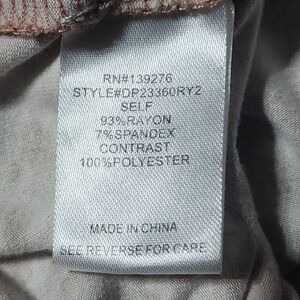 RN#139276
STYLE#DP23360RY2
SELF
93%RAYON
7%SPANDEX
CONTRAST
100%POLYESTER
MADE IN CHINA
SEE REVERSE FOR CARE